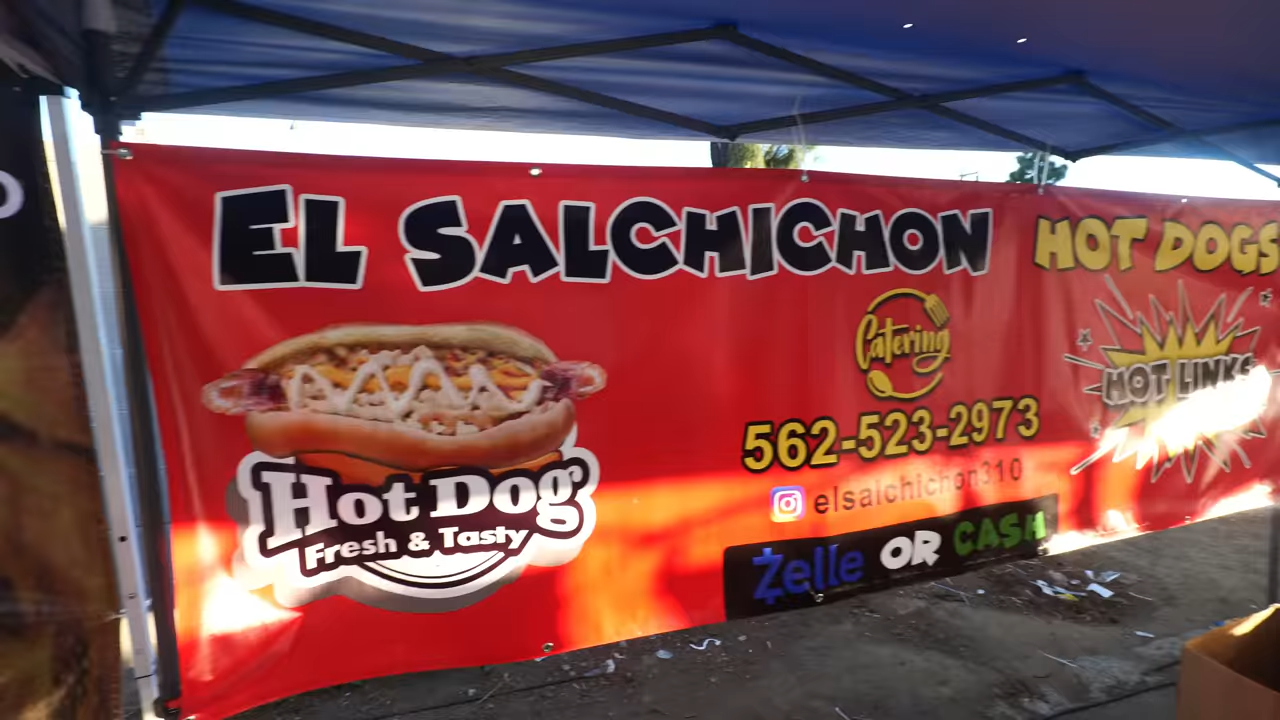 EL SALCHICHON
HOT DOGS
Catering
HOT LINKS
562-523-2973
elsalchichon310
Hot Dog
Fresh & Tasty
Zelle OR CASH